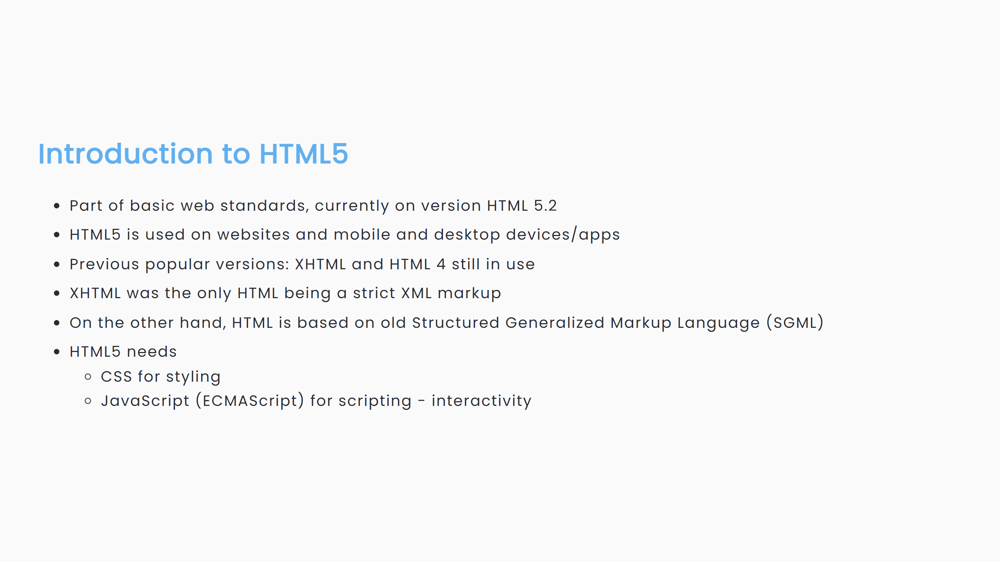 Introduction to HTML5
Part of basic web standards, currently on version HTML 5.2
HTML5 is used on websites and mobile and desktop devices/apps
Previous popular versions: XHTML and HTML 4 still in use
XHTML was the only HTML being a strict XML markup
On the other hand, HTML is based on old Structured Generalized Markup Language (SGML)
HTML5 needs
CSS for styling
JavaScript (ECMAScript) for scripting - interactivity